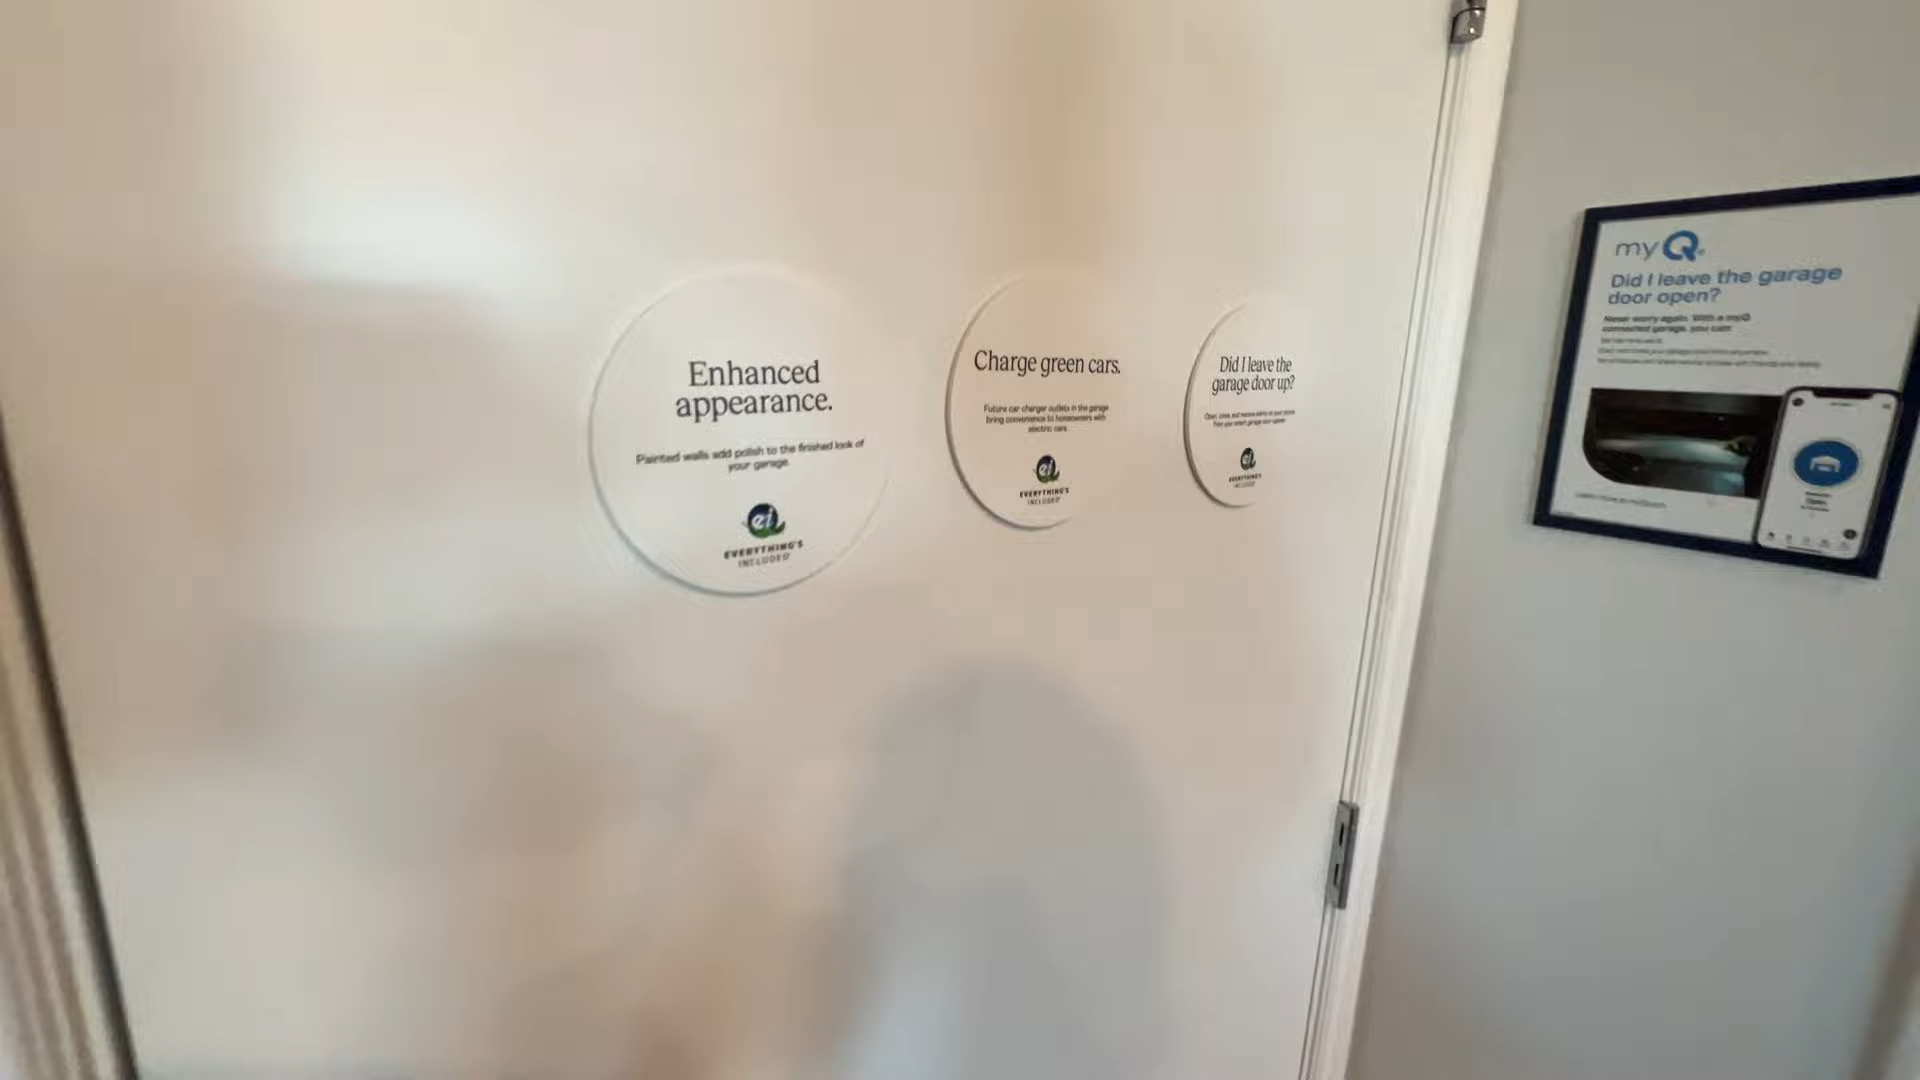 Enhanced
appearance.
Painted walls add polish to the finished look of
your garage.
ei
EVERYTHING'S
INCLUDED
Charge green cars.
Future car charger outlets in the garage
bring convenience to homeowners with
electric cars.
ei
EVERYTHING'S
INCLUDED
Did I leave the
garage door up?
ei
EVERYTHING'S
INCLUDED
myQ
Did I leave the garage
door open?
Never worry again. With a myQ
connected garage, you can: